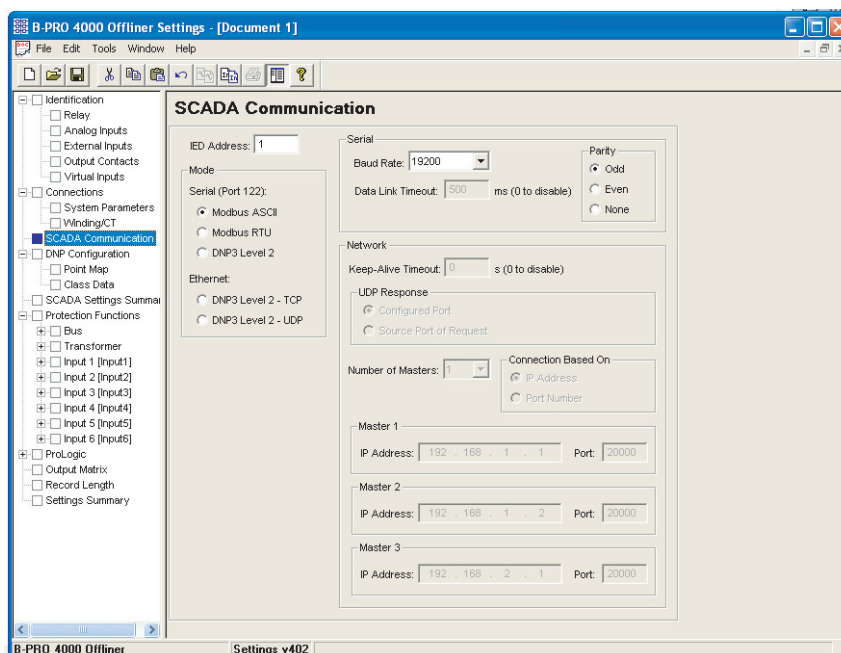 B-PRO 4000 Offliner Settings - [Document 1]
File Edit Tools Window Help
Identification
Relay
Analog Inputs
External Inputs
Output Contacts
Virtual Inputs
Connections
System Parameters
Winding/CT
SCADA Communication
DNP Configuration
Point Map
Class Data
SCADA Settings Summar
Protection Functions
Bus
Transformer
Input 1 [Input1]
Input 2 [Input2]
Input 3 [Input3]
Input 4 [Input4]
Input 5 [Input5]
Input 6 [Input6]
ProLogic
Output Matrix
Record Length
Settings Summary
SCADA Communication
IED Address: 1
Mode
Serial (Port 122):
Modbus ASCII
Modbus RTU
DNP3 Level 2
Ethernet:
DNP3 Level 2 - TCP
DNP3 Level 2 - UDP
Serial
Baud Rate: 19200
Data Link Timeout: 500 ms (0 to disable)
Parity
Odd
Even
None
Network
Keep-Alive Timeout: 0 s (0 to disable)
UDP Response
Configured Port
Source Port of Request
Number of Masters: 1
Connection Based On
IP Address
Port Number
Master 1
IP Address: 192 . 168 . 1 . 1 Port: 20000
Master 2
IP Address: 192 . 168 . 1 . 2 Port: 20000
Master 3
IP Address: 192 . 168 . 2 . 1 Port: 20000
B-PRO 4000 Offliner Settings v402